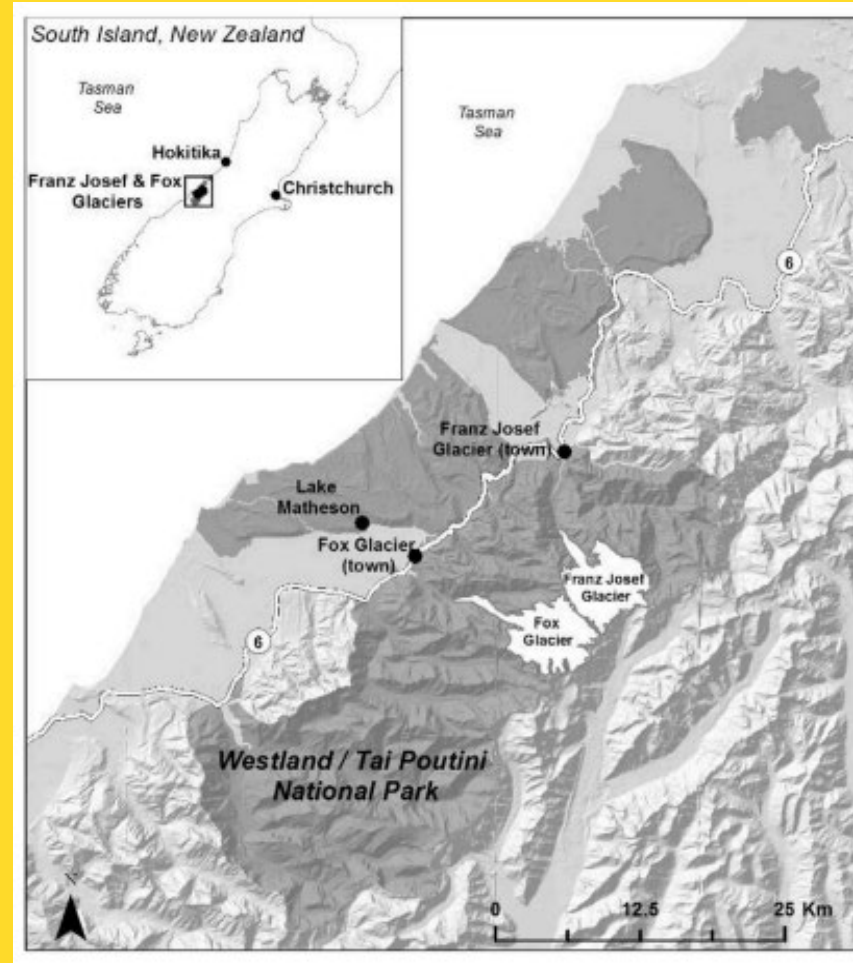 South Island, New Zealand
Tasman
Sea
Hokitika
Franz Josef & Fox
Glaciers
Christchurch
Tasman
Sea
6
Franz Josef
Glacier (town)
Lake
Matheson
Fox Glacier
(town)
Franz Josef
Glacier
Fox
Glacier
6
Westland / Tai Poutini
National Park
N
0 12.5 25 Km